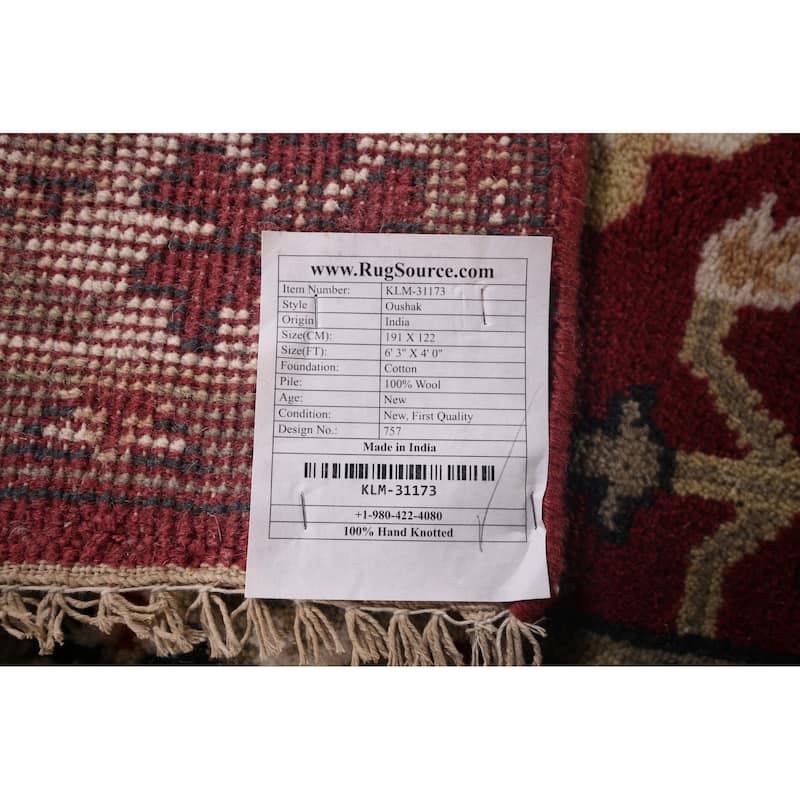 www.RugSource.com
Item Number: KLM-31173
Style Oushak
Origin India
Size(CM): 191 X 122
Size(FT): 6' 3" X 4' 0"
Foundation: Cotton
Pile: 100% Wool
Age: New
Condition: New, First Quality
Design No.: 757
Made in India
KLM-31173
+1-980-422-4080
100% Hand Knotted